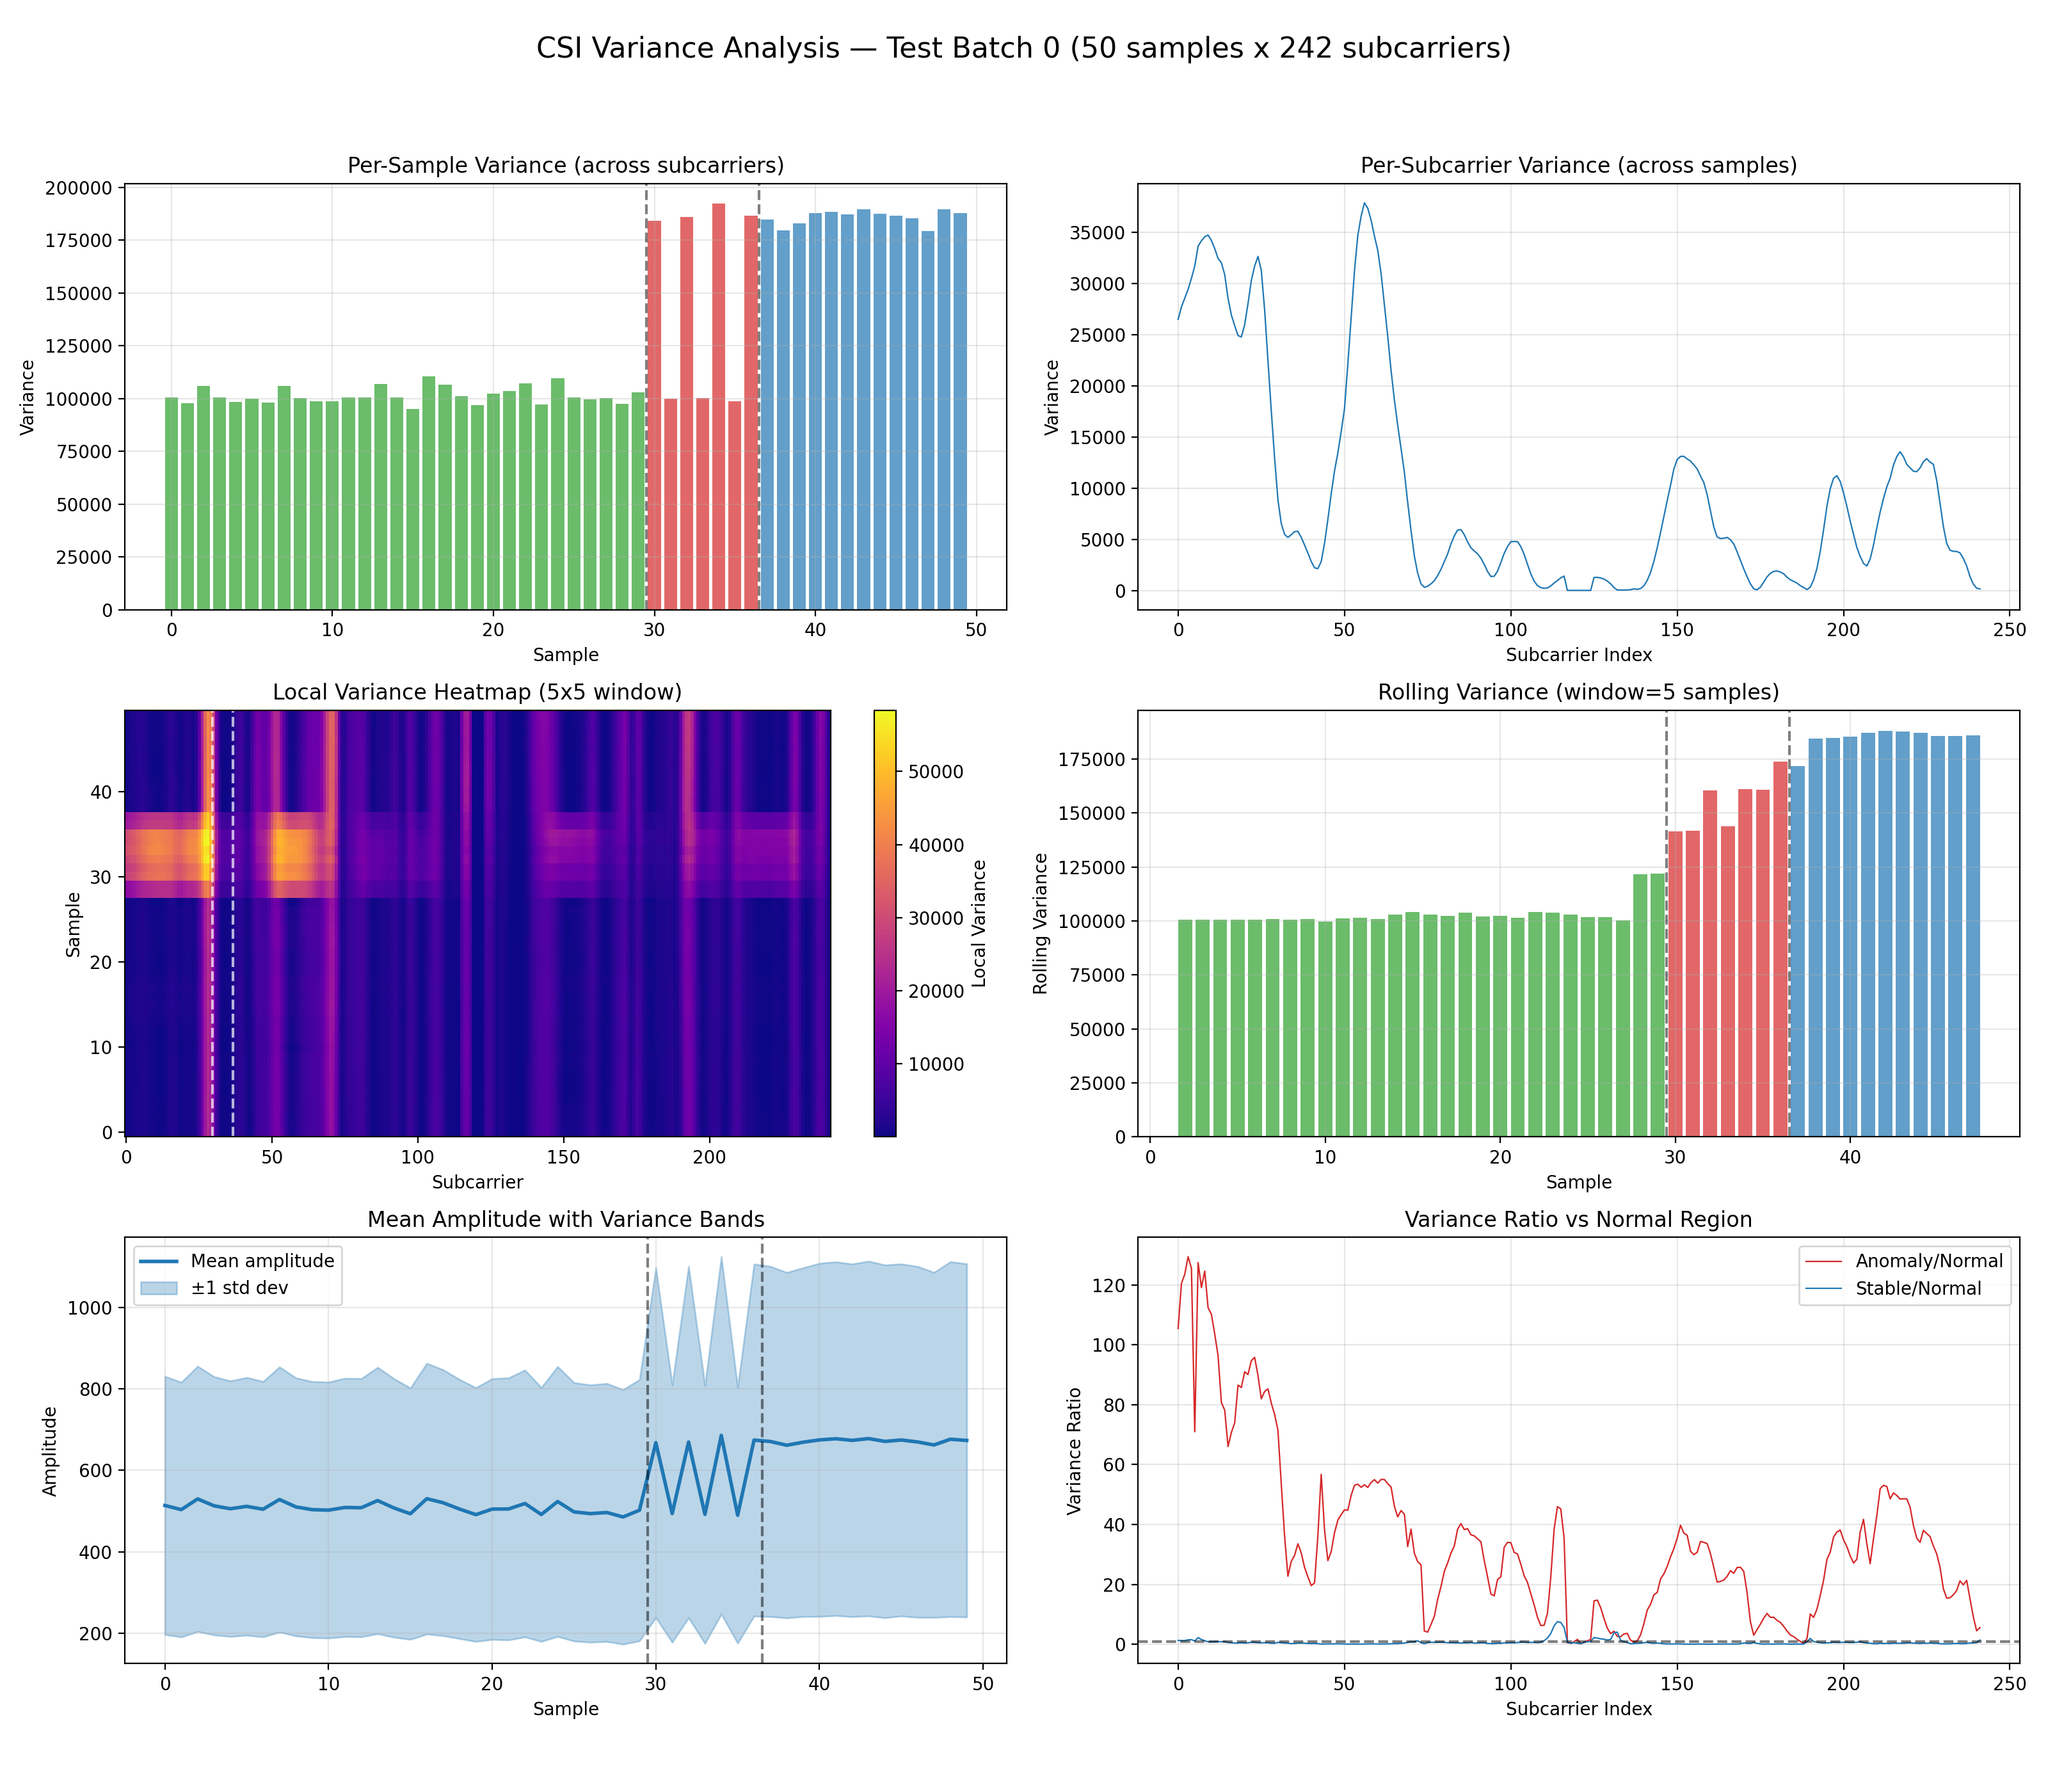 CSI Variance Analysis — Test Batch 0 (50 samples x 242 subcarriers)
Per-Sample Variance (across subcarriers)
200000
175000
150000
125000
100000
75000
50000
25000
0
Variance
0 10 20 30 40 50
Sample
Per-Subcarrier Variance (across samples)
35000
30000
25000
20000
15000
10000
5000
0
Variance
0 50 100 150 200 250
Subcarrier Index
Local Variance Heatmap (5x5 window)
40
30
20
10
0
Sample
0 50 100 150 200
Subcarrier
50000
40000
30000
20000
10000
Local Variance
Rolling Variance (window=5 samples)
175000
150000
125000
100000
75000
50000
25000
0
Rolling Variance
0 10 20 30 40
Sample
Mean Amplitude with Variance Bands
Mean amplitude
±1 std dev
1000
800
600
400
200
Amplitude
0 10 20 30 40 50
Sample
Variance Ratio vs Normal Region
Anomaly/Normal
Stable/Normal
120
100
80
60
40
20
0
Variance Ratio
0 50 100 150 200 250
Subcarrier Index